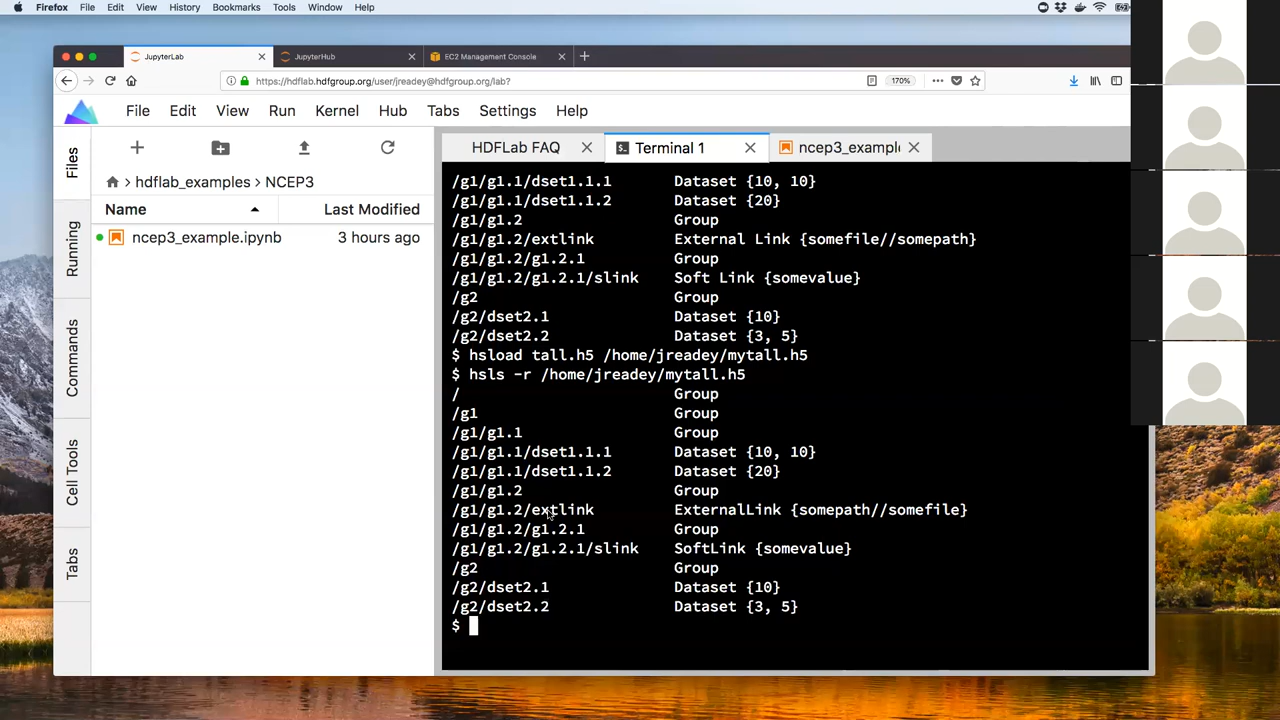 Firefox File Edit View History Bookmarks Tools Window Help
JupyterLab JupyterHub EC2 Management Console
https://hdflab.hdfgroup.org/user/jreadey@hdfgroup.org/lab? 170%
File Edit View Run Kernel Hub Tabs Settings Help
Files
Running
Commands
Cell Tools
Tabs
hdflab_examples > NCEP3
Name Last Modified
ncep3_example.ipynb 3 hours ago
HDFLab FAQ Terminal 1 ncep3_example
/g1/g1.1/dset1.1.1 Dataset {10, 10}
/g1/g1.1/dset1.1.2 Dataset {20}
/g1/g1.2 Group
/g1/g1.2/extlink External Link {somefile//somepath}
/g1/g1.2/g1.2.1 Group
/g1/g1.2/g1.2.1/slink Soft Link {somevalue}
/g2 Group
/g2/dset2.1 Dataset {10}
/g2/dset2.2 Dataset {3, 5}
$ hsload tall.h5 /home/jreadey/mytall.h5
$ hsls -r /home/jreadey/mytall.h5
/ Group
/g1 Group
/g1/g1.1 Group
/g1/g1.1/dset1.1.1 Dataset {10, 10}
/g1/g1.1/dset1.1.2 Dataset {20}
/g1/g1.2 Group
/g1/g1.2/extlink ExternalLink {somepath//somefile}
/g1/g1.2/g1.2.1 Group
/g1/g1.2/g1.2.1/slink SoftLink {somevalue}
/g2 Group
/g2/dset2.1 Dataset {10}
/g2/dset2.2 Dataset {3, 5}
$